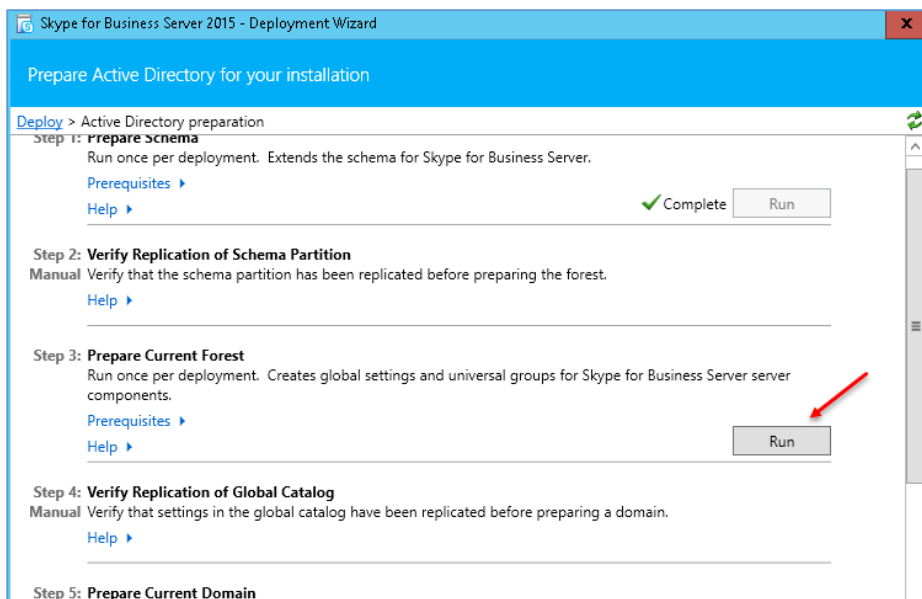 Skype for Business Server 2015 - Deployment Wizard
X
Prepare Active Directory for your installation
Deploy > Active Directory preparation
Step 1: Prepare Schema
Run once per deployment. Extends the schema for Skype for Business Server.
Prerequisites
Help
Complete Run
Step 2: Verify Replication of Schema Partition
Manual Verify that the schema partition has been replicated before preparing the forest.
Help
Step 3: Prepare Current Forest
Run once per deployment. Creates global settings and universal groups for Skype for Business Server server
components.
Prerequisites
Help
Run
Step 4: Verify Replication of Global Catalog
Manual Verify that settings in the global catalog have been replicated before preparing a domain.
Help
Step 5: Prepare Current Domain